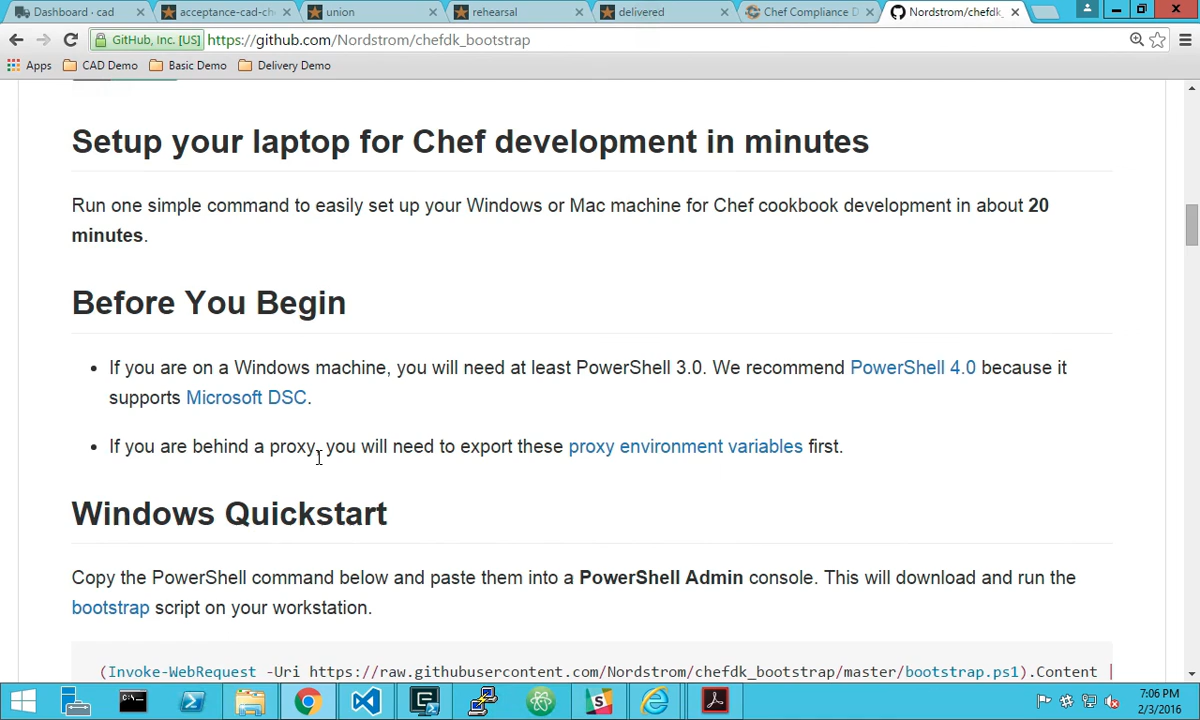 Dashboard · cad
acceptance-cad-ch
union
rehearsal
delivered
Chef Compliance D
Nordstrom/chefdk_
GitHub, Inc. [US]
https://github.com/Nordstrom/chefdk_bootstrap
Apps
CAD Demo
Basic Demo
Delivery Demo
Setup your laptop for Chef development in minutes
Run one simple command to easily set up your Windows or Mac machine for Chef cookbook development in about 20
minutes.
Before You Begin
• If you are on a Windows machine, you will need at least PowerShell 3.0. We recommend PowerShell 4.0 because it
supports Microsoft DSC.
• If you are behind a proxy, you will need to export these proxy environment variables first.
Windows Quickstart
Copy the PowerShell command below and paste them into a PowerShell Admin console. This will download and run the
bootstrap script on your workstation.
(Invoke-WebRequest -Uri https://raw.githubusercontent.com/Nordstrom/chefdk_bootstrap/master/bootstrap.ps1).Content |
7:06 PM
2/3/2016